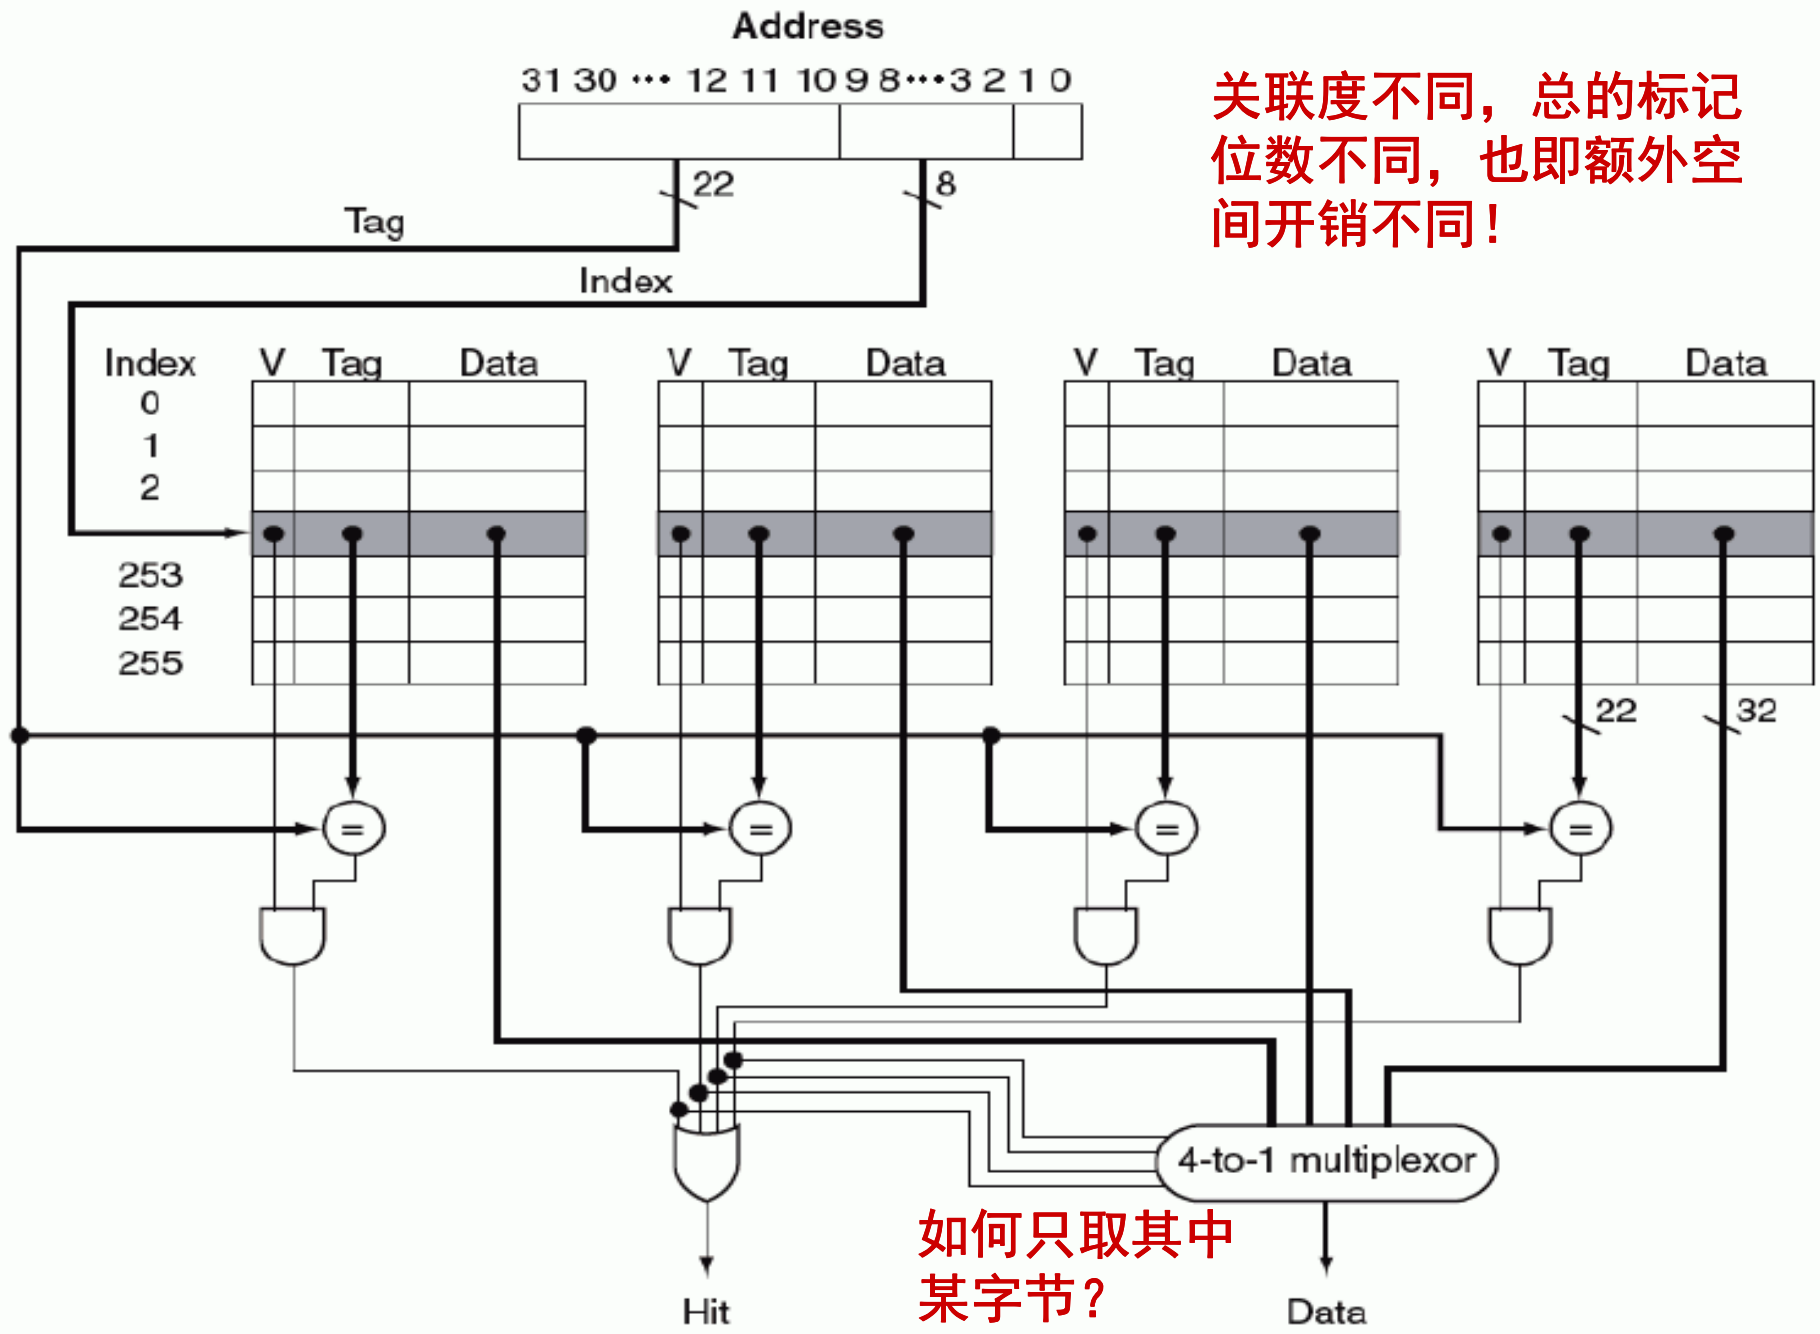 Address
31 30 ··· 12 11 10 9 8 ··· 3 2 1 0
关联度不同，总的标记
位数不同，也即额外空
间开销不同！
22
8
Tag
Index
Index
V Tag Data
V Tag Data
V Tag Data
V Tag Data
0
1
2
253
254
255
22
32
=
=
=
=
4-to-1 multiplexor
如何只取其中
某字节？
Hit
Data